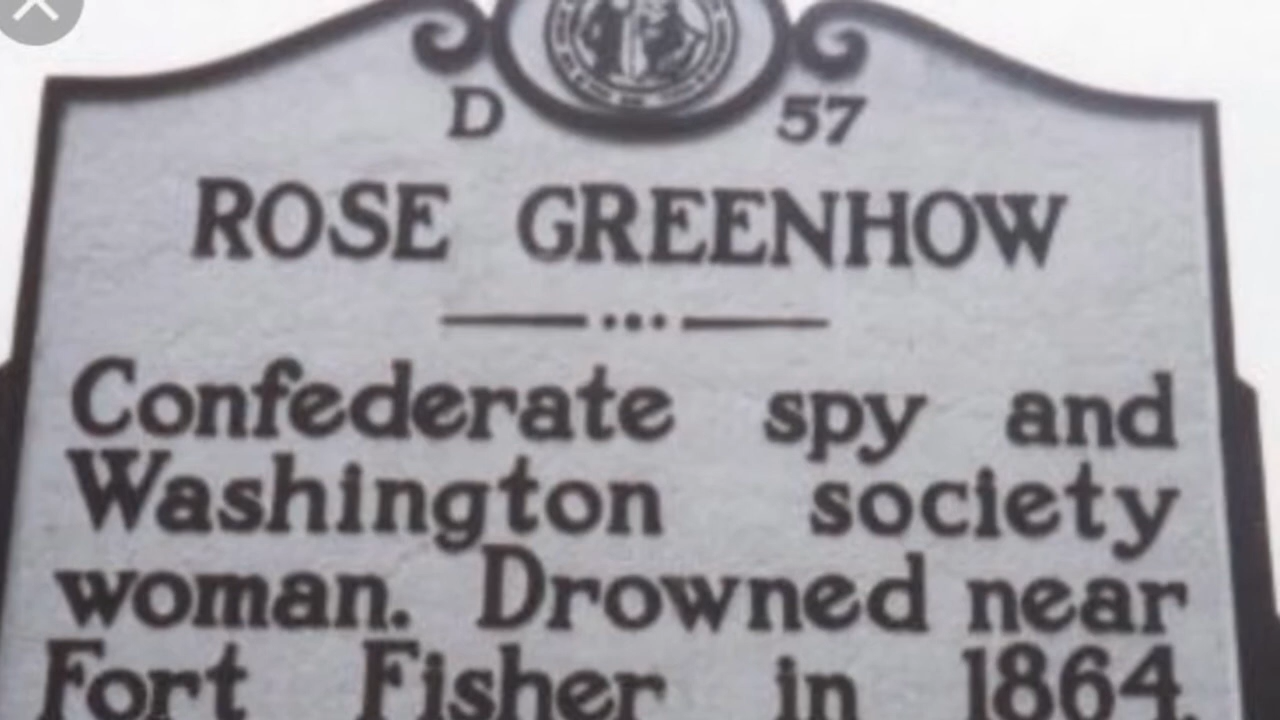 D 57
ROSE GREENHOW
Confederate spy and
Washington society
woman. Drowned near
Fort Fisher in 1864.